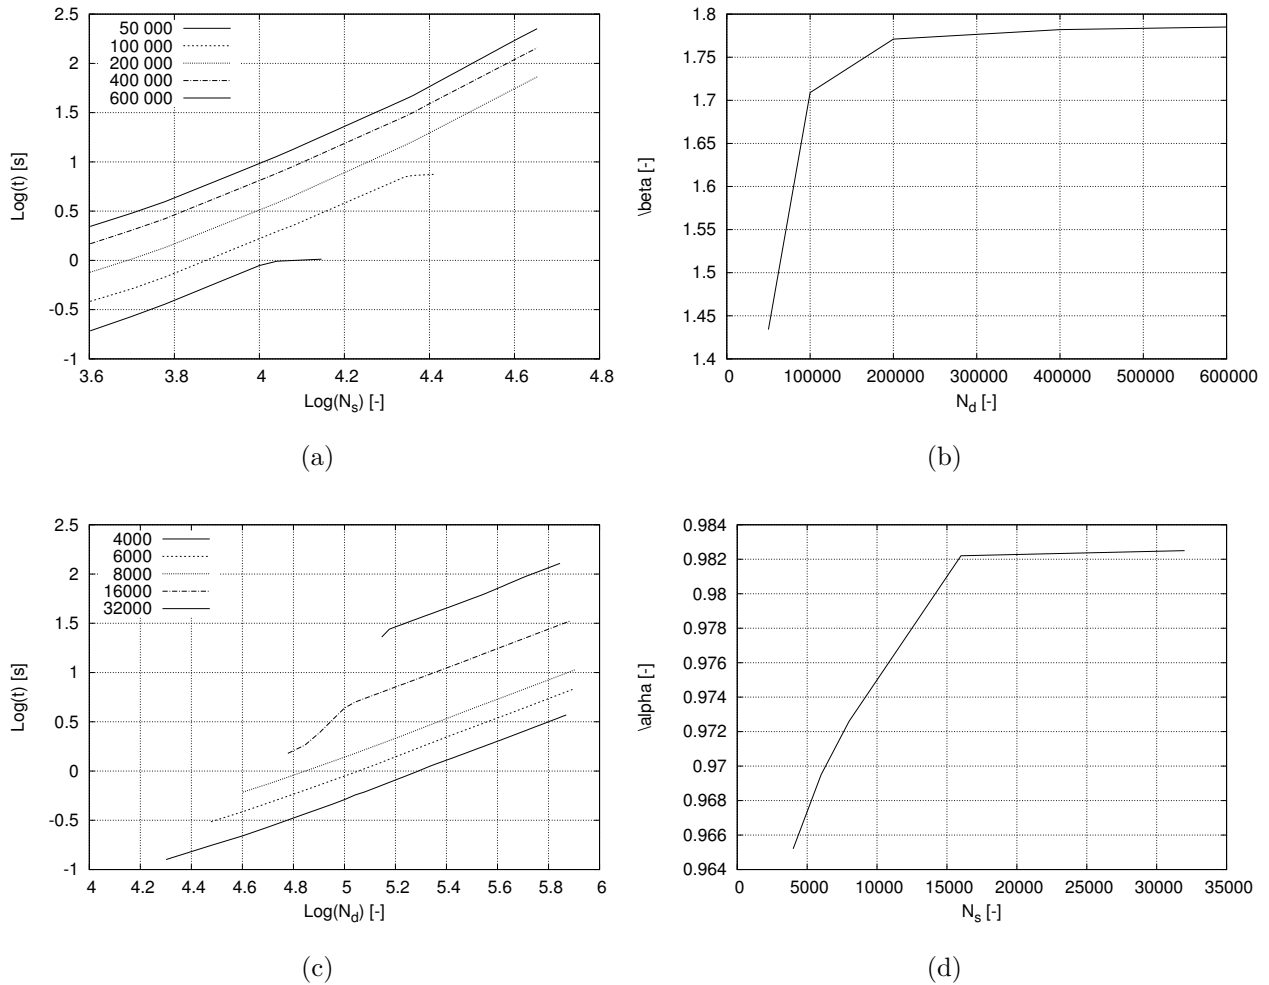 2.5
2
1.5
1
0.5
0
-0.5
-1
3.6 3.8 4 4.2 4.4 4.6 4.8
Log(t) [s]
Log(N_s) [-]
50 000
100 000
200 000
400 000
600 000
(a)
1.8
1.75
1.7
1.65
1.6
1.55
1.5
1.45
1.4
0 100000 200000 300000 400000 500000 600000
\beta [-]
N_d [-]
(b)
2.5
2
1.5
1
0.5
0
-0.5
-1
4 4.2 4.4 4.6 4.8 5 5.2 5.4 5.6 5.8 6
Log(t) [s]
Log(N_d) [-]
4000
6000
8000
16000
32000
(c)
0.984
0.982
0.98
0.978
0.976
0.974
0.972
0.97
0.968
0.966
0.964
0 5000 10000 15000 20000 25000 30000 35000
\alpha [-]
N_s [-]
(d)